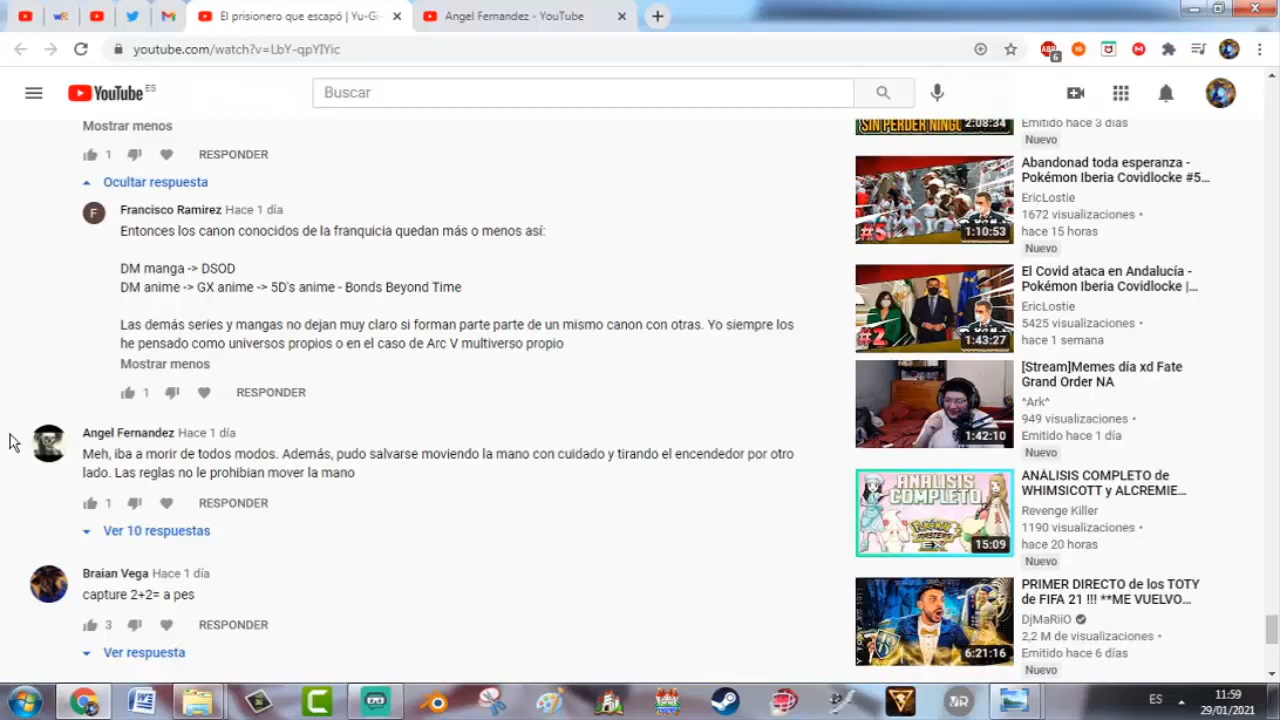 El prisionero que escapó | Yu-Gi-
Angel Fernandez - YouTube
youtube.com/watch?v=LbY-qpYIYic
6
YouTube ES
Buscar
Mostrar menos
1 RESPONDER
Ocultar respuesta
F
Francisco Ramirez Hace 1 día
Entonces los canon conocidos de la franquicia quedan más o menos así:
DM manga -> DSOD
DM anime -> GX anime -> 5D's anime - Bonds Beyond Time
Las demás series y mangas no dejan muy claro si forman parte parte de un mismo canon con otras. Yo siempre los
he pensado como universos propios o en el caso de Arc V multiverso propio
Mostrar menos
1 RESPONDER
Angel Fernandez Hace 1 día
Meh, iba a morir de todos modos. Además, pudo salvarse moviendo la mano con cuidado y tirando el encendedor por otro
lado. Las reglas no le prohibian mover la mano
1 RESPONDER
Ver 10 respuestas
Braian Vega Hace 1 día
capture 2+2= a pes
3 RESPONDER
Ver respuesta
SIN PERDER NINGU
2:08:34
Emitido hace 3 días
Nuevo
#5
1:10:53
Abandonad toda esperanza -
Pokémon Iberia Covidlocke #5...
EricLostie
1672 visualizaciones •
hace 15 horas
Nuevo
#2
1:43:27
El Covid ataca en Andalucía -
Pokémon Iberia Covidlocke |...
EricLostie
5425 visualizaciones •
hace 1 semana
1:42:10
[Stream]Memes día xd Fate
Grand Order NA
^Ark^
949 visualizaciones •
Emitido hace 1 día
Nuevo
ANALISIS
COMPLETO
Pokémon
MASTERS
EX
15:09
ANÁLISIS COMPLETO de
WHIMSICOTT y ALCREMIE...
Revenge Killer
1190 visualizaciones •
hace 20 horas
Nuevo
6:21:16
PRIMER DIRECTO de los TOTY
de FIFA 21 !!! **ME VUELVO...
DjMaRiiO
2,2 M de visualizaciones •
Emitido hace 6 días
Nuevo
ES
11:59
29/01/2021